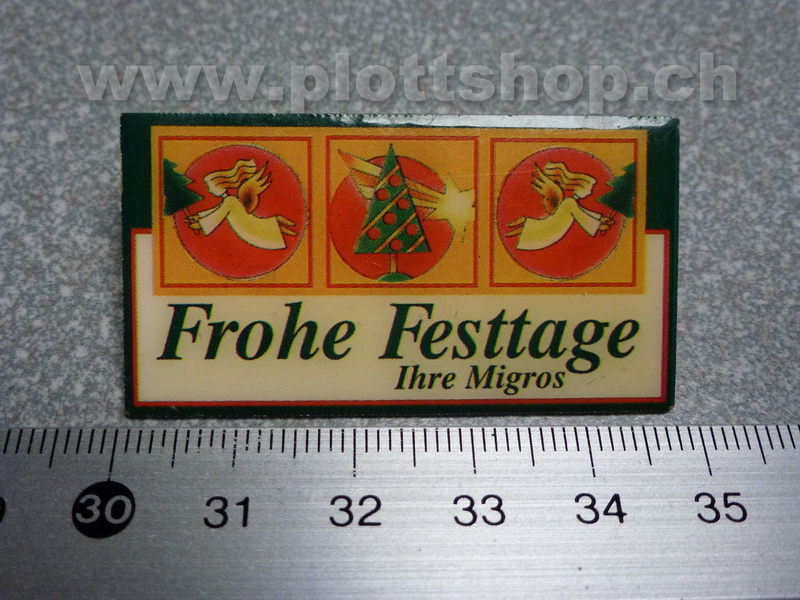 www.plottshop.ch
Frohe Festtage
Ihre Migros
30 31 32 33 34 35